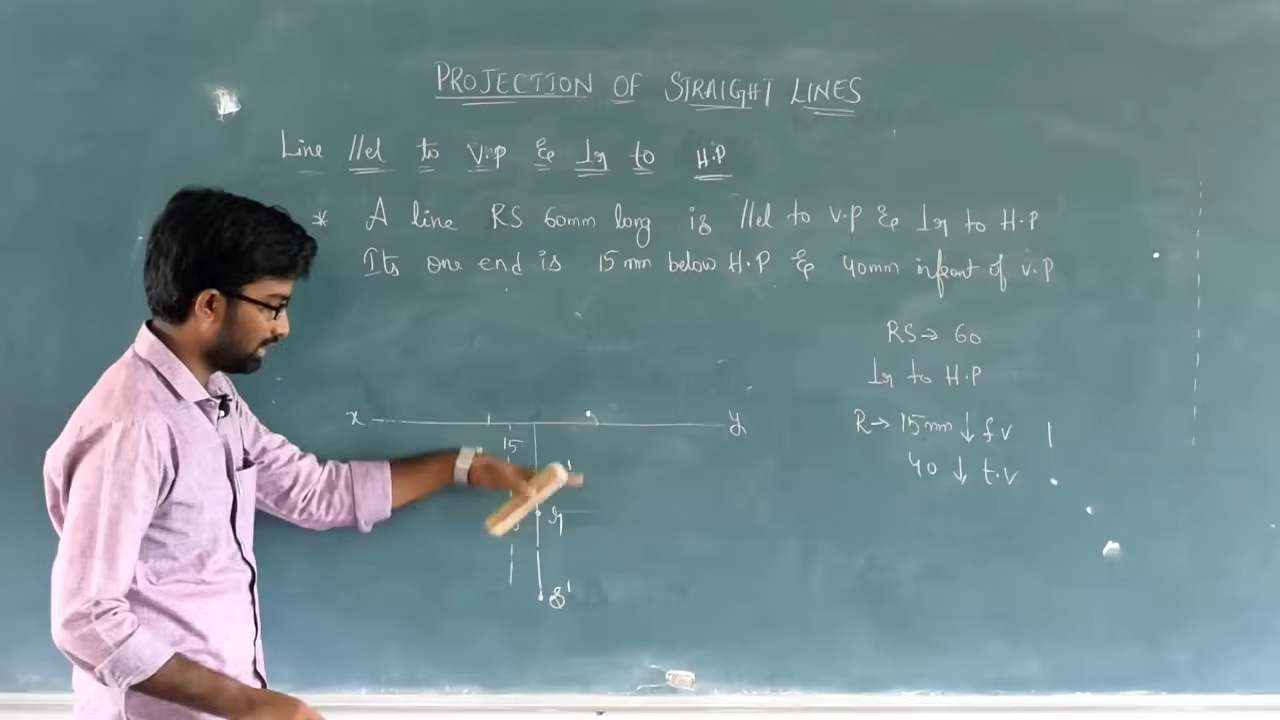 PROJECTION OF STRAIGHT LINES
Line //el to V.P & ⊥r to H.P
* A line RS 60mm long is //el to V.P & ⊥r to H.P
Its one end is 15 mm below H.P & 40mm infront of V.P
RS → 60
⊥r to H.P
R → 15mm ↓ f.v |
40 ↓ t.v .
x y
15
r
s'